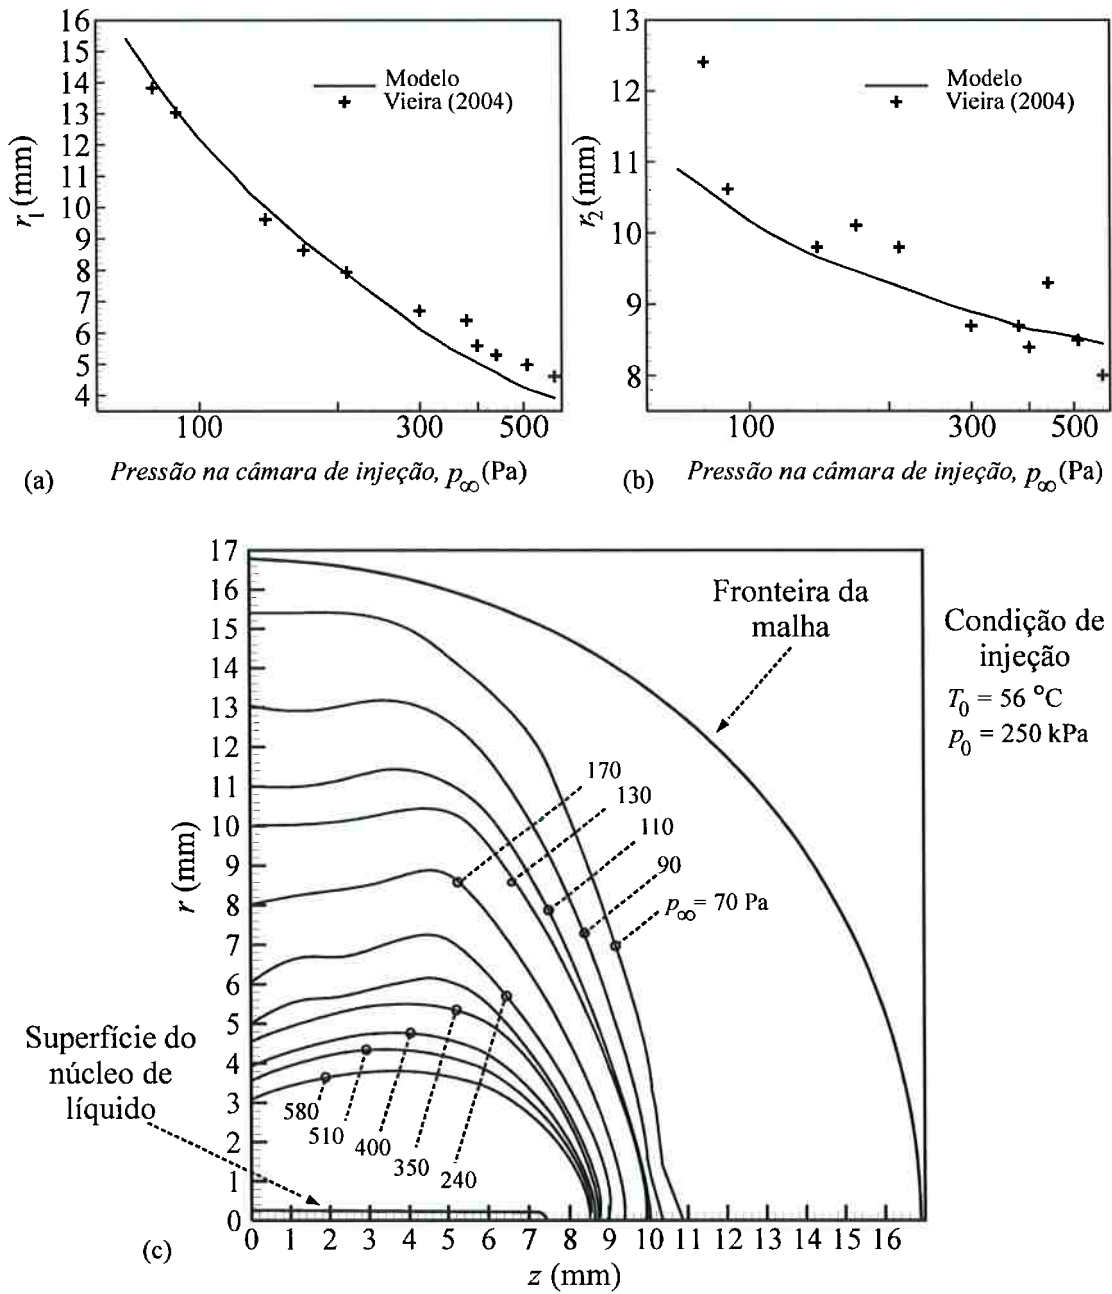 16
15
14
13
12
11
10
9
8
7
6
5
4
r1 (mm)
Modelo
Vieira (2004)
100
300
500
(a)
Pressão na câmara de injeção, p∞ (Pa)
13
12
11
10
9
8
r2 (mm)
Modelo
Vieira (2004)
100
300
500
(b)
Pressão na câmara de injeção, p∞ (Pa)
17
16
15
13
11
10
9
8
7
6
5
4
3
2
1
0
r (mm)
Fronteira da
malha
Condição de
injeção
T0 = 56 °C
p0 = 250 kPa
170
130
110
90
p∞ = 70 Pa
Superfície do
núcleo de
líquido
580
510
400
350
240
0 1 2 3 4 5 6 7 8 9 10 11 12 13 14 15 16
(c)
z (mm)